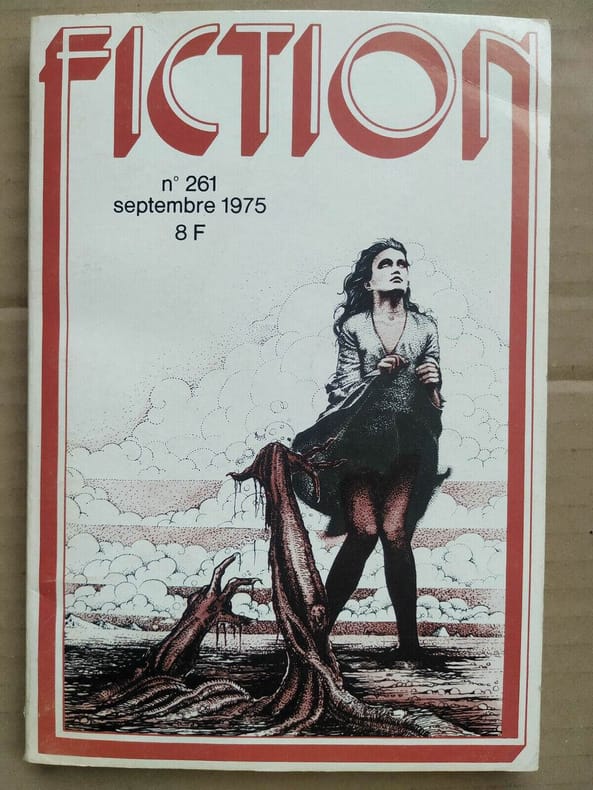 FICTION
n° 261
septembre 1975
8 F